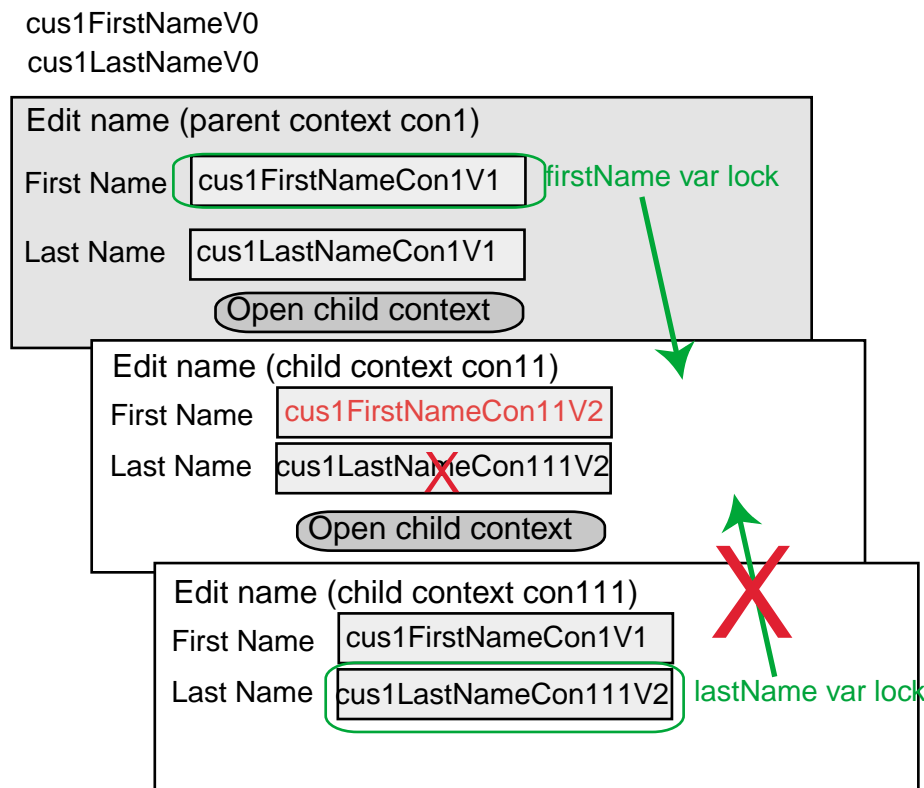 cus1FirstNameV0
cus1LastNameV0
Edit name (parent context con1)
First Name cus1FirstNameCon1V1 firstName var lock
Last Name cus1LastNameCon1V1
Open child context
Edit name (child context con11)
First Name cus1FirstNameCon11V2
Last Name cus1LastNameCon111V2
X
Open child context
X
Edit name (child context con111)
First Name cus1FirstNameCon1V1
Last Name cus1LastNameCon111V2 lastName var lock